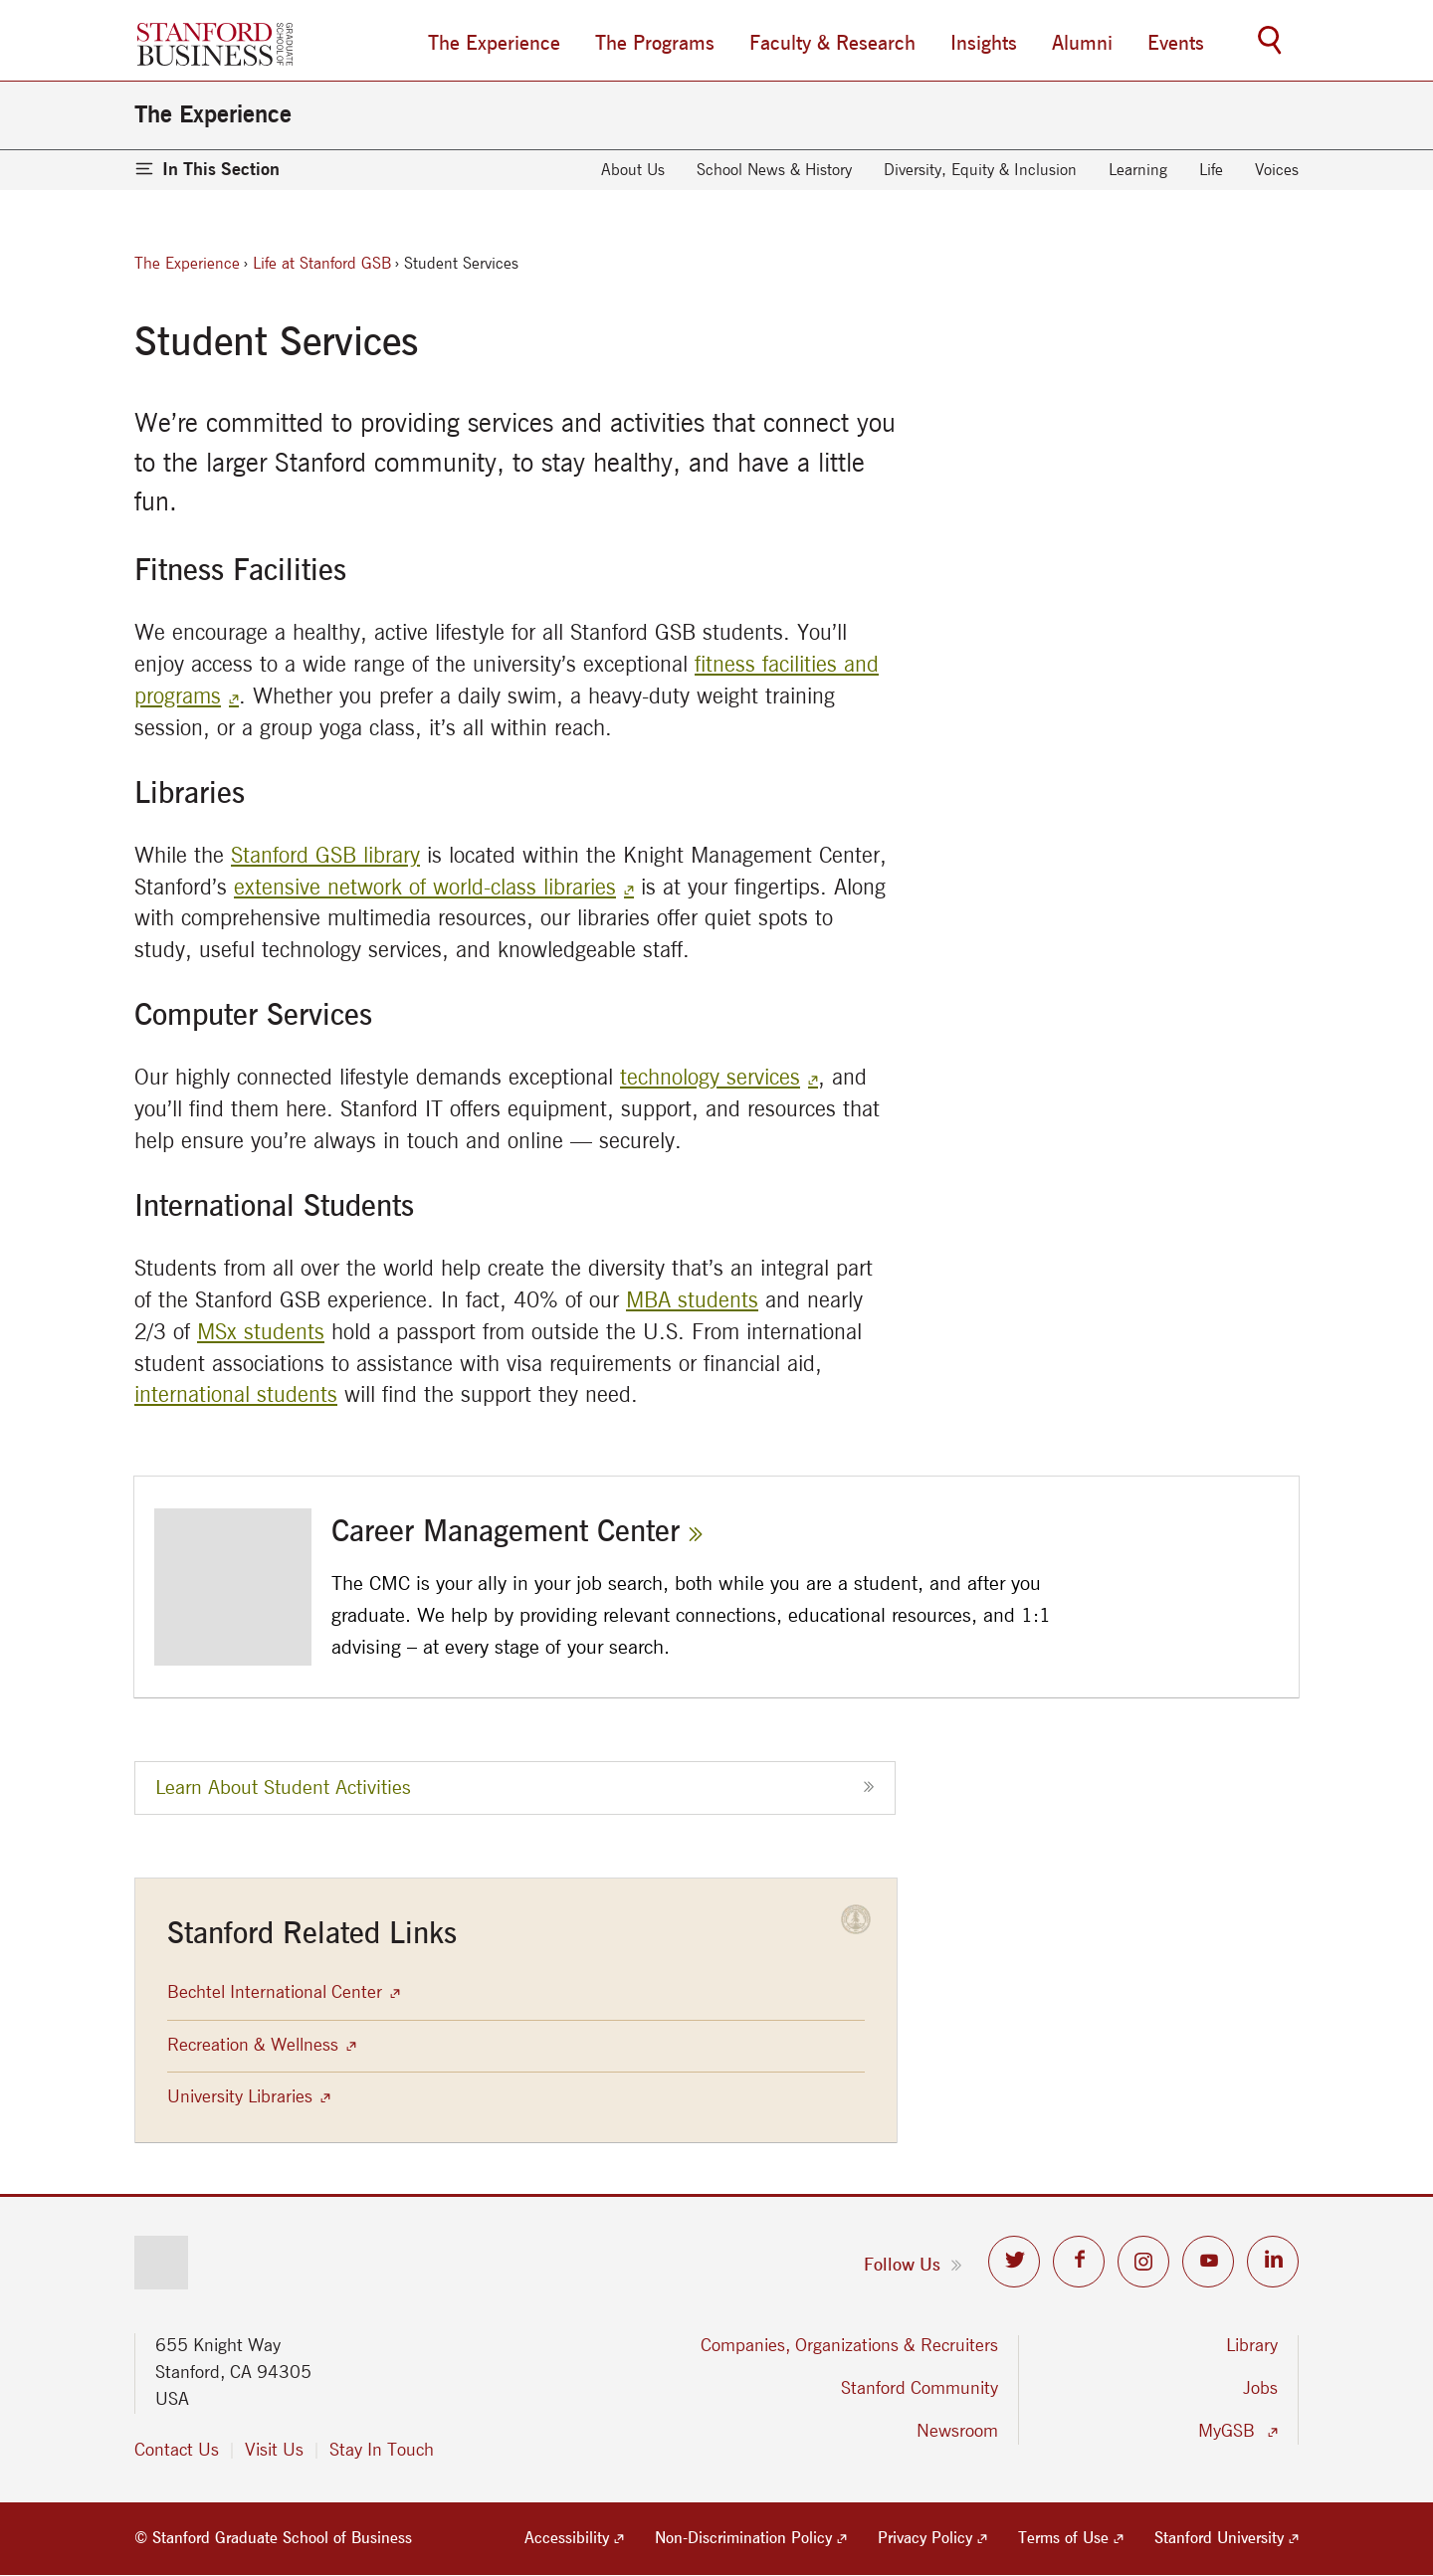 STANFORD
BUSINESS
GRADUATE
SCHOOL OF
The Experience The Programs Faculty & Research Insights Alumni Events
The Experience
In This Section About Us School News & History Diversity, Equity & Inclusion Learning Life Voices
The Experience › Life at Stanford GSB › Student Services
Student Services
We’re committed to providing services and activities that connect you
to the larger Stanford community, to stay healthy, and have a little
fun.
Fitness Facilities
We encourage a healthy, active lifestyle for all Stanford GSB students. You’ll
enjoy access to a wide range of the university’s exceptional fitness facilities and
programs. Whether you prefer a daily swim, a heavy-duty weight training
session, or a group yoga class, it’s all within reach.
Libraries
While the Stanford GSB library is located within the Knight Management Center,
Stanford’s extensive network of world-class libraries is at your fingertips. Along
with comprehensive multimedia resources, our libraries offer quiet spots to
study, useful technology services, and knowledgeable staff.
Computer Services
Our highly connected lifestyle demands exceptional technology services, and
you’ll find them here. Stanford IT offers equipment, support, and resources that
help ensure you’re always in touch and online — securely.
International Students
Students from all over the world help create the diversity that’s an integral part
of the Stanford GSB experience. In fact, 40% of our MBA students and nearly
2/3 of MSx students hold a passport from outside the U.S. From international
student associations to assistance with visa requirements or financial aid,
international students will find the support they need.
Career Management Center »
The CMC is your ally in your job search, both while you are a student, and after you
graduate. We help by providing relevant connections, educational resources, and 1:1
advising – at every stage of your search.
Learn About Student Activities »
Stanford Related Links
Bechtel International Center
Recreation & Wellness
University Libraries
Follow Us »
655 Knight Way
Stanford, CA 94305
USA
Contact Us | Visit Us | Stay In Touch
Companies, Organizations & Recruiters
Stanford Community
Newsroom
Library
Jobs
MyGSB
© Stanford Graduate School of Business Accessibility Non-Discrimination Policy Privacy Policy Terms of Use Stanford University